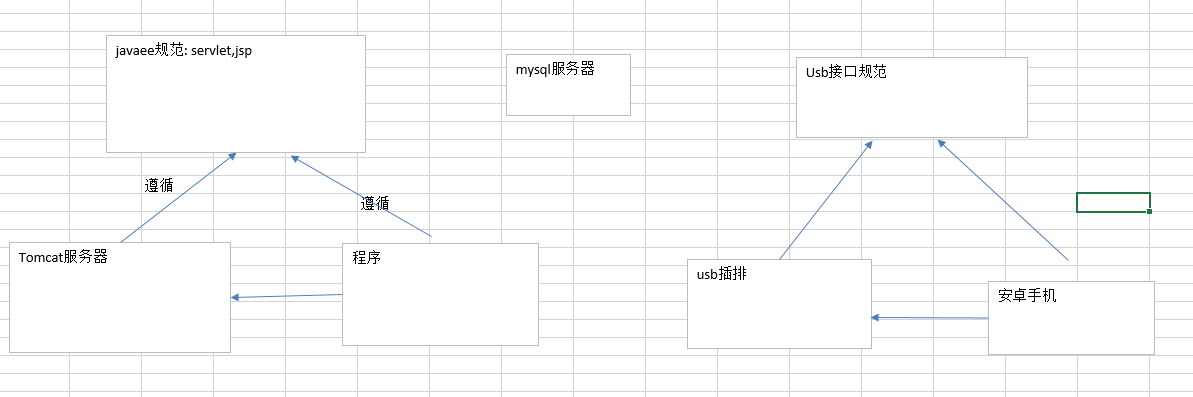 javaee规范: servlet,jsp
mysql服务器
Usb接口规范
遵循
遵循
Tomcat服务器
程序
usb插排
安卓手机